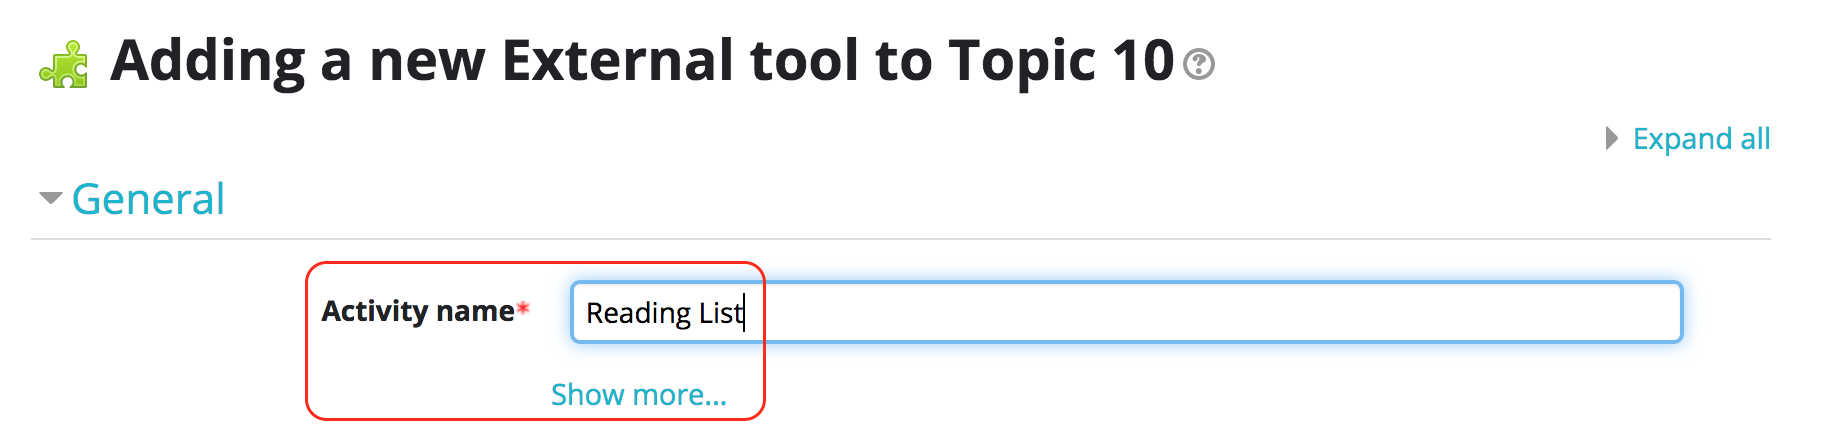 Adding a new External tool to Topic 10
Expand all
General
Activity name* Reading List
Show more...